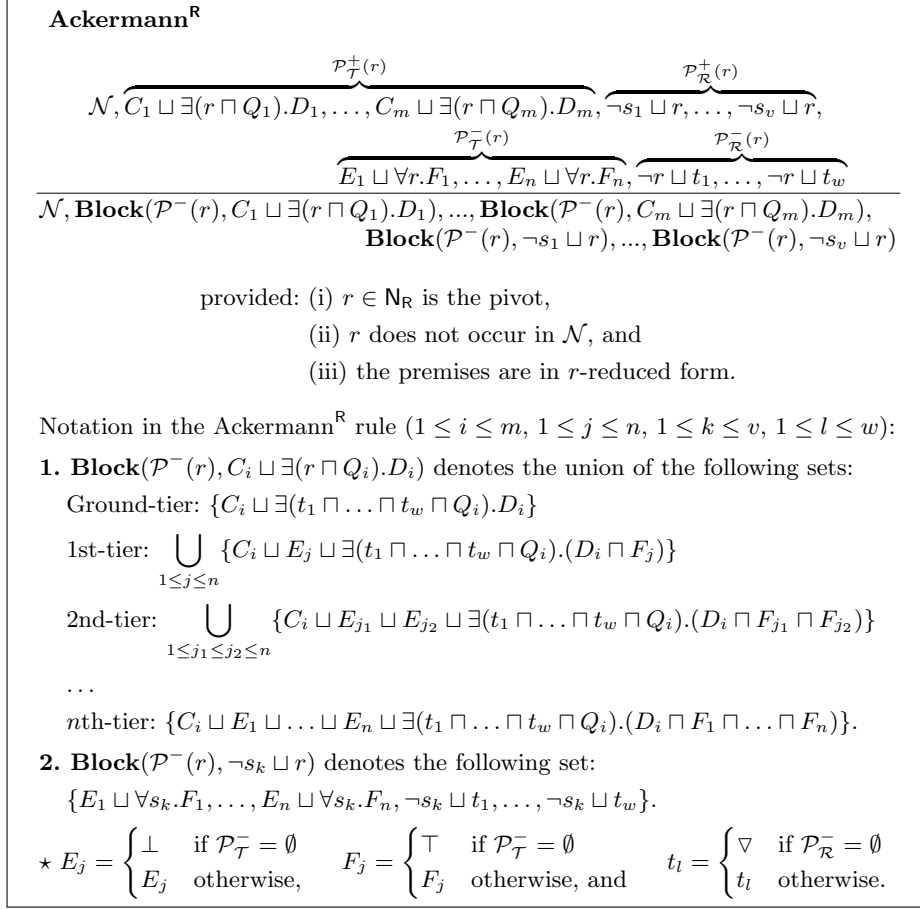 Ackermann^R
𝒫_𝒯^+(r) 𝒫_ℛ^+(r)
𝒩, C_1 ⊔ ∃(r ⊓ Q_1).D_1, . . . , C_m ⊔ ∃(r ⊓ Q_m).D_m, ¬s_1 ⊔ r, . . . , ¬s_v ⊔ r,
𝒫_𝒯^−(r) 𝒫_ℛ^−(r)
E_1 ⊔ ∀r.F_1, . . . , E_n ⊔ ∀r.F_n, ¬r ⊔ t_1, . . . , ¬r ⊔ t_w
𝒩, Block(𝒫^−(r), C_1 ⊔ ∃(r ⊓ Q_1).D_1), ..., Block(𝒫^−(r), C_m ⊔ ∃(r ⊓ Q_m).D_m),
Block(𝒫^−(r), ¬s_1 ⊔ r), ..., Block(𝒫^−(r), ¬s_v ⊔ r)
provided: (i) r ∈ N_R is the pivot,
(ii) r does not occur in 𝒩, and
(iii) the premises are in r-reduced form.
Notation in the Ackermann^R rule (1 ≤ i ≤ m, 1 ≤ j ≤ n, 1 ≤ k ≤ v, 1 ≤ l ≤ w):
1. Block(𝒫^−(r), C_i ⊔ ∃(r ⊓ Q_i).D_i) denotes the union of the following sets:
Ground-tier: {C_i ⊔ ∃(t_1 ⊓ . . . ⊓ t_w ⊓ Q_i).D_i}
1st-tier: ⋃_{1≤j≤n} {C_i ⊔ E_j ⊔ ∃(t_1 ⊓ . . . ⊓ t_w ⊓ Q_i).(D_i ⊓ F_j)}
2nd-tier: ⋃_{1≤j_1≤j_2≤n} {C_i ⊔ E_{j_1} ⊔ E_{j_2} ⊔ ∃(t_1 ⊓ . . . ⊓ t_w ⊓ Q_i).(D_i ⊓ F_{j_1} ⊓ F_{j_2})}
. . .
nth-tier: {C_i ⊔ E_1 ⊔ . . . ⊔ E_n ⊔ ∃(t_1 ⊓ . . . ⊓ t_w ⊓ Q_i).(D_i ⊓ F_1 ⊓ . . . ⊓ F_n)}.
2. Block(𝒫^−(r), ¬s_k ⊔ r) denotes the following set:
{E_1 ⊔ ∀s_k.F_1, . . . , E_n ⊔ ∀s_k.F_n, ¬s_k ⊔ t_1, . . . , ¬s_k ⊔ t_w}.
⋆ E_j = { ⊥ if 𝒫_𝒯^− = ∅ F_j = { ⊤ if 𝒫_𝒯^− = ∅ t_l = { ▽ if 𝒫_ℛ^− = ∅
E_j otherwise, F_j otherwise, and t_l otherwise.